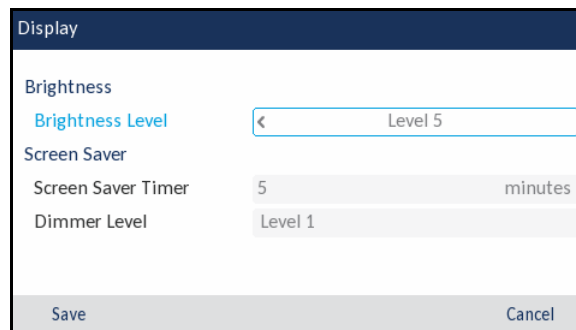 Display
Brightness
Brightness Level < Level 5
Screen Saver
Screen Saver Timer 5 minutes
Dimmer Level Level 1
Save Cancel